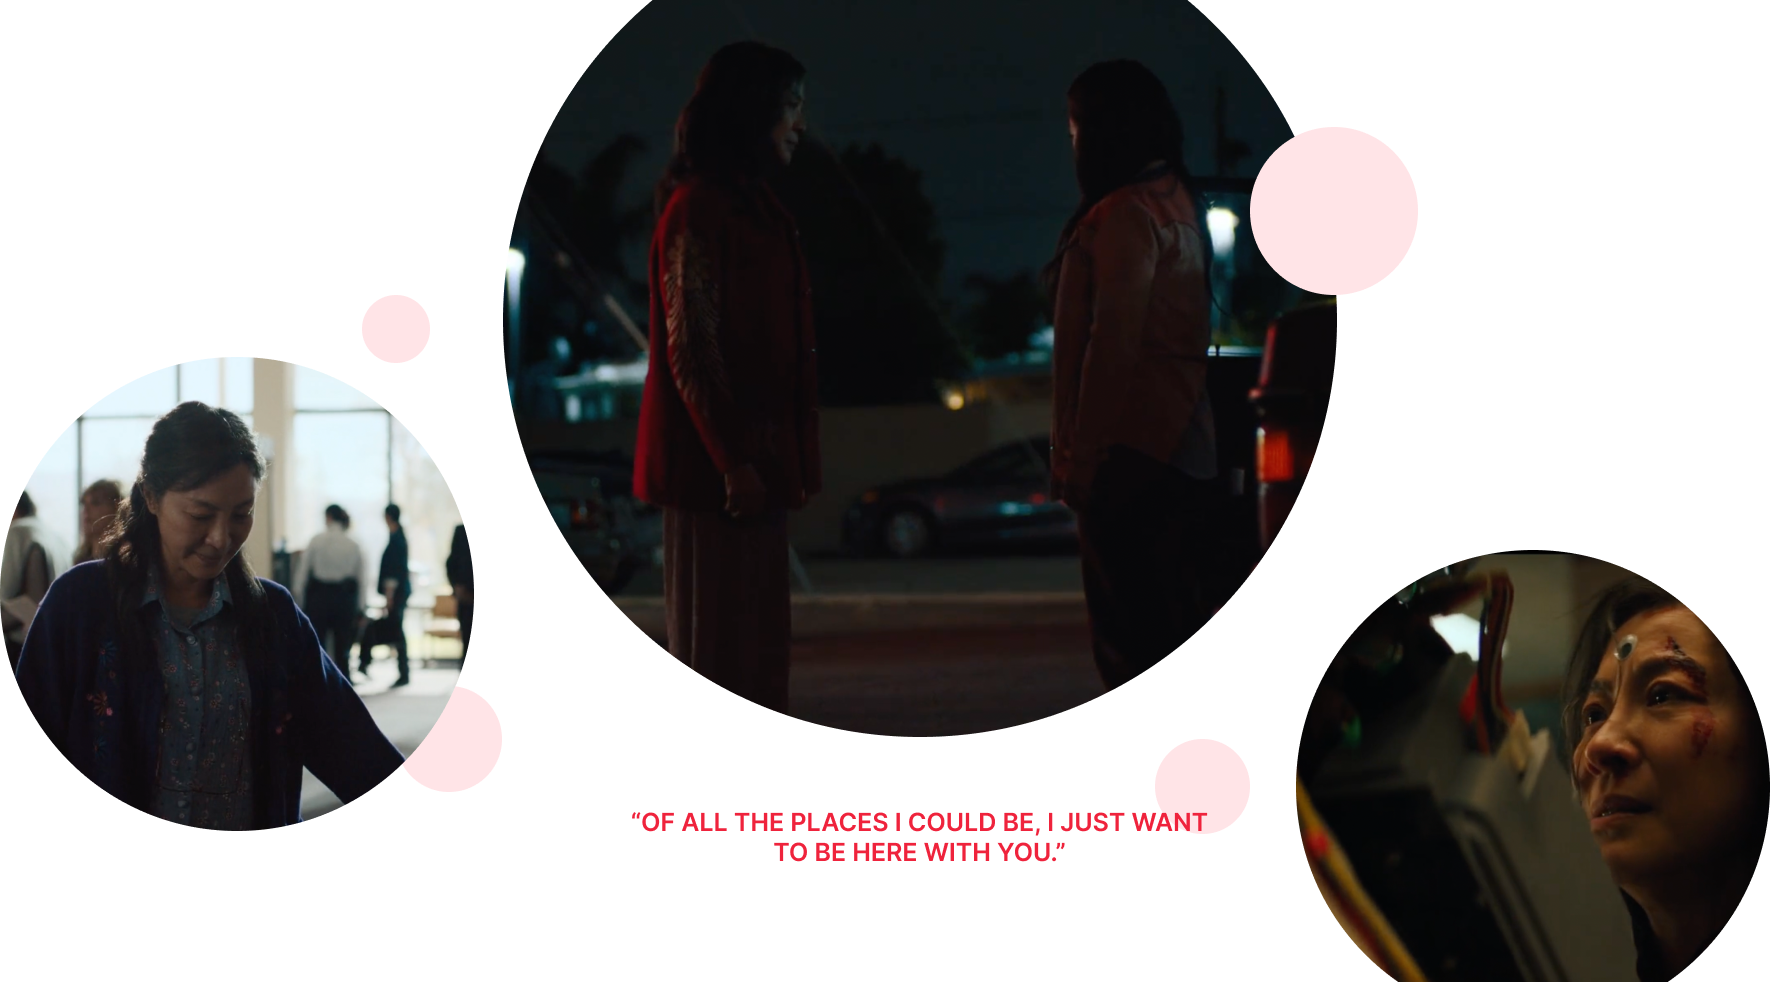 “OF ALL THE PLACES I COULD BE, I JUST WANT
TO BE HERE WITH YOU.”